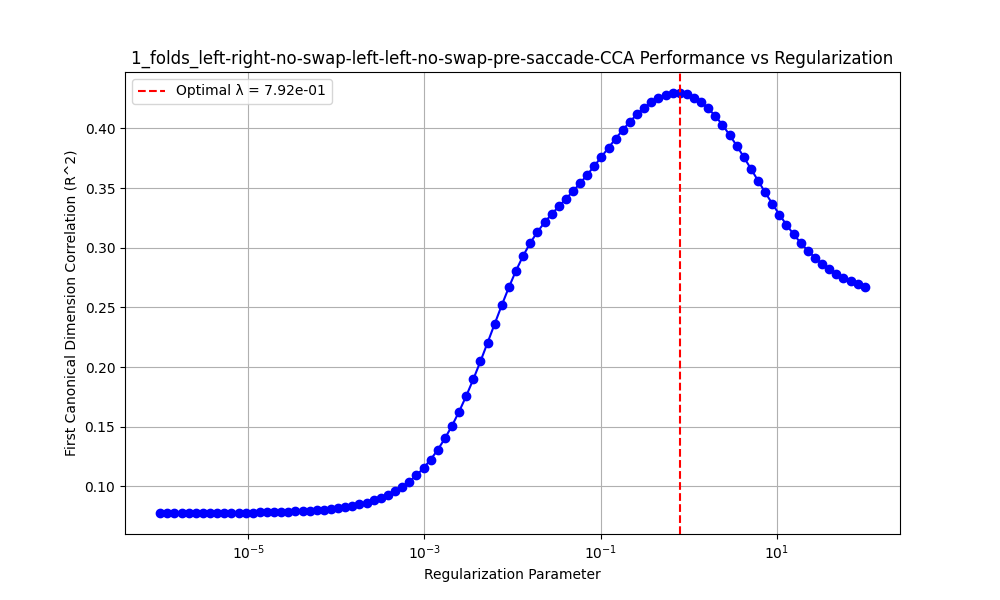 1_folds_left-right-no-swap-left-left-no-swap-pre-saccade-CCA Performance vs Regularization
Optimal λ = 7.92e-01
First Canonical Dimension Correlation (R^2)
0.40
0.35
0.30
0.25
0.20
0.15
0.10
10⁻⁵
10⁻³
10⁻¹
10¹
Regularization Parameter